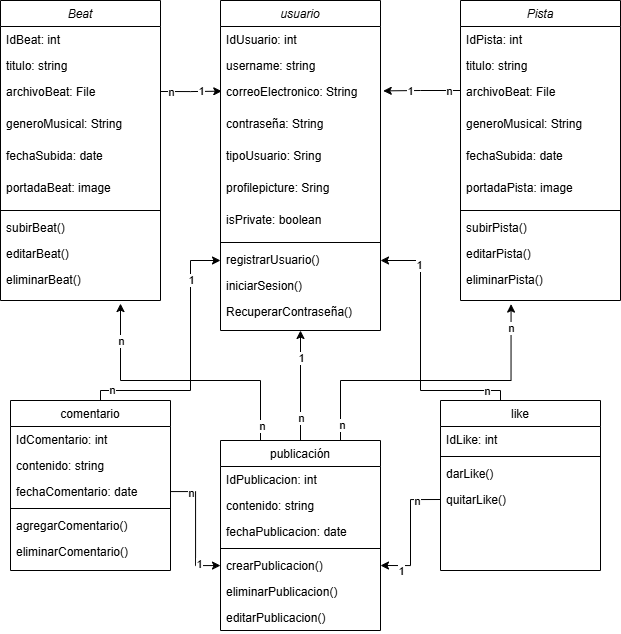 Beat
IdBeat: int
titulo: string
archivoBeat: File
generoMusical: String
fechaSubida: date
portadaBeat: image
subirBeat()
editarBeat()
eliminarBeat()
usuario
IdUsuario: int
username: string
correoElectronico: String
contraseña: String
tipoUsuario: Sring
profilepicture: Sring
isPrivate: boolean
registrarUsuario()
iniciarSesion()
RecuperarContraseña()
Pista
IdPista: int
titulo: string
archivoBeat: File
generoMusical: String
fechaSubida: date
portadaPista: image
subirPista()
editarPista()
eliminarPista()
n
1
1
n
1
1
n
n
1
n
n
n
n
n
n
comentario
IdComentario: int
contenido: string
fechaComentario: date
agregarComentario()
eliminarComentario()
publicación
IdPublicacion: int
contenido: string
fechaPublicacion: date
crearPublicacion()
eliminarPublicacion()
editarPublicacion()
like
IdLike: int
darLike()
quitarLike()
n
1
n
1